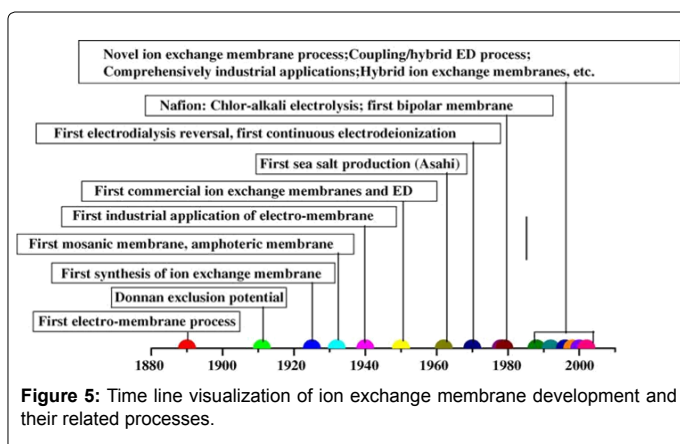 Novel ion exchange membrane process;Coupling/hybrid ED process;
Comprehensively industrial applications;Hybrid ion exchange membranes, etc.
Nafion: Chlor-alkali electrolysis; first bipolar membrane
First electrodialysis reversal, first continuous electrodeionization
First sea salt production (Asahi)
First commercial ion exchange membranes and ED
First industrial application of electro-membrane
First mosanic membrane, amphoteric membrane
First synthesis of ion exchange membrane
Donnan exclusion potential
First electro-membrane process
1880 1900 1920 1940 1960 1980 2000
Figure 5: Time line visualization of ion exchange membrane development and
their related processes.